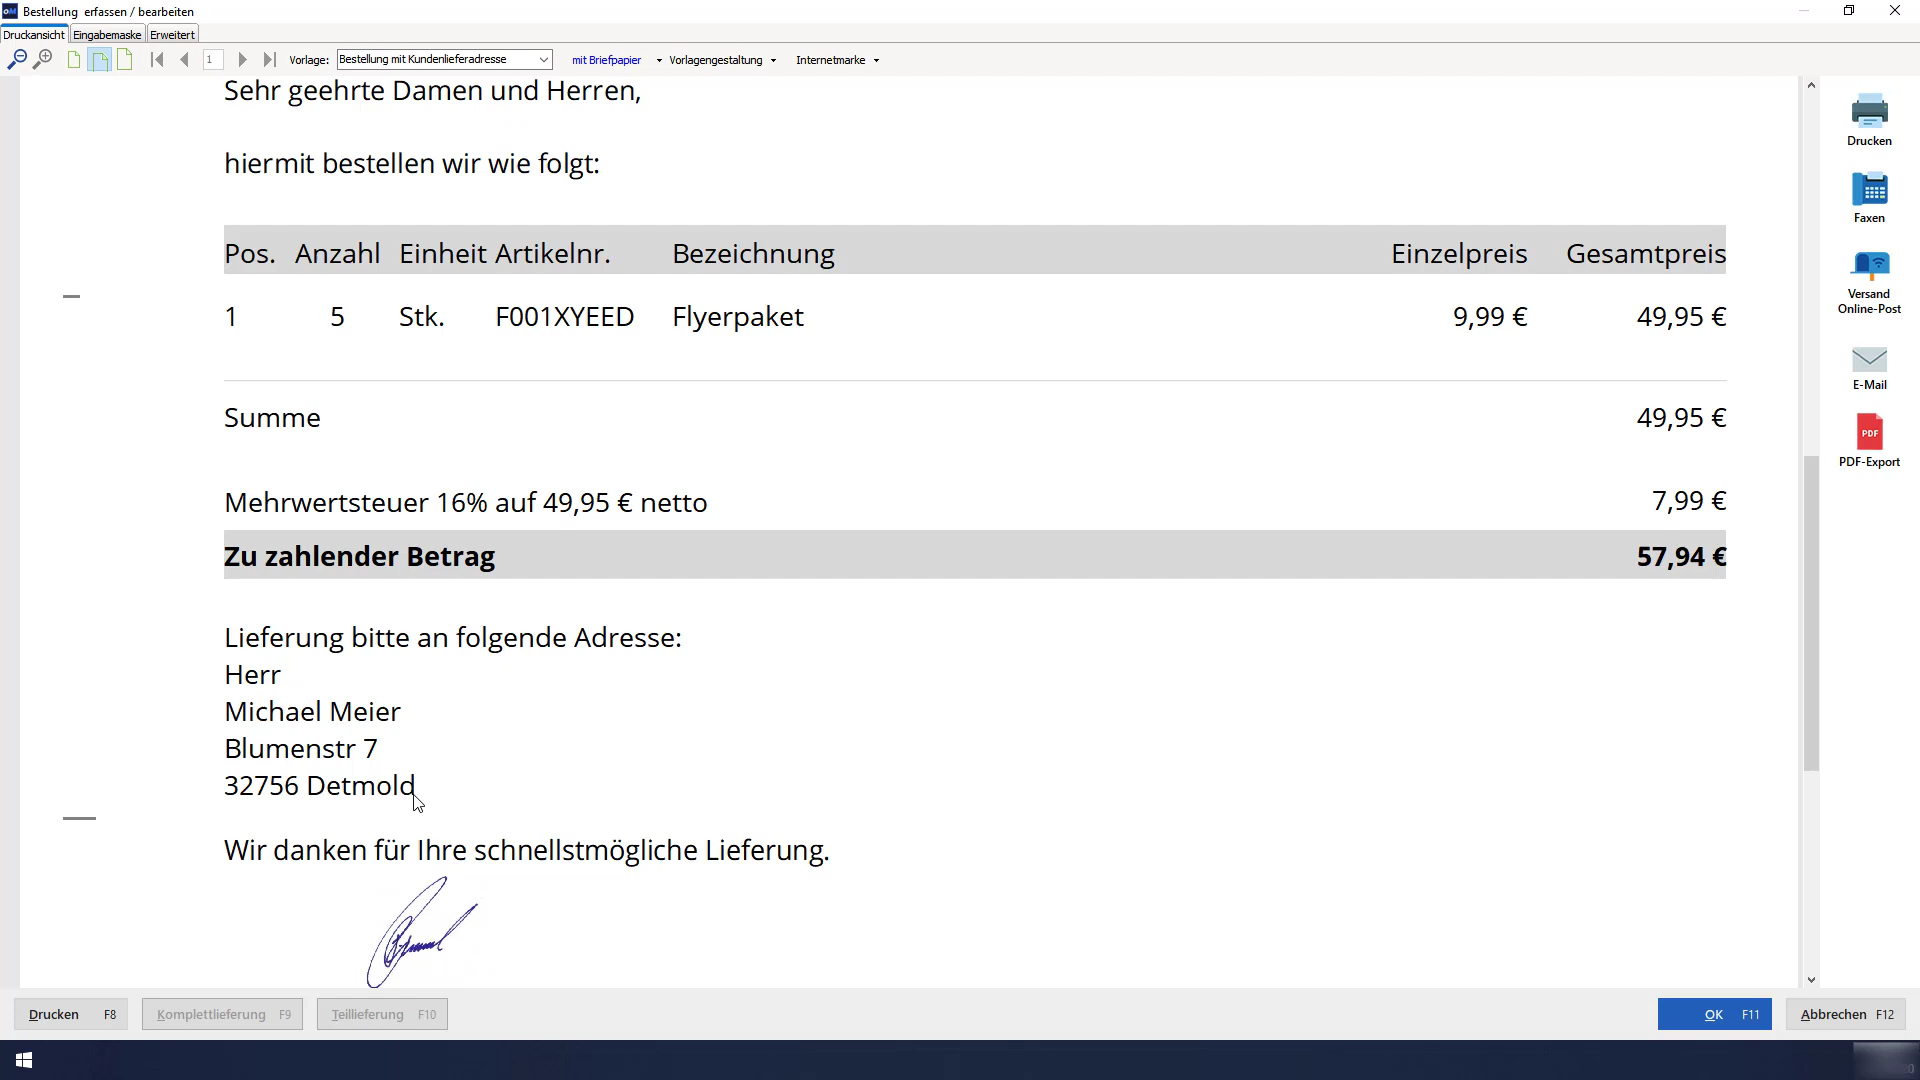 Bestellung erfassen / bearbeiten
Druckansicht Eingabemaske Erweitert
1 Vorlage: Bestellung mit Kundenlieferadresse mit Briefpapier Vorlagengestaltung Internetmarke
Sehr geehrte Damen und Herren,
hiermit bestellen wir wie folgt:
Pos. Anzahl Einheit Artikelnr. Bezeichnung Einzelpreis Gesamtpreis
1 5 Stk. F001XYEED Flyerpaket 9,99 € 49,95 €
Summe 49,95 €
Mehrwertsteuer 16% auf 49,95 € netto 7,99 €
Zu zahlender Betrag 57,94 €
Lieferung bitte an folgende Adresse:
Herr
Michael Meier
Blumenstr 7
32756 Detmold
Wir danken für Ihre schnellstmögliche Lieferung.
Drucken
Faxen
Versand
Online-Post
E-Mail
PDF
PDF-Export
Drucken F8 Komplettlieferung F9 Teillieferung F10 OK F11 Abbrechen F12